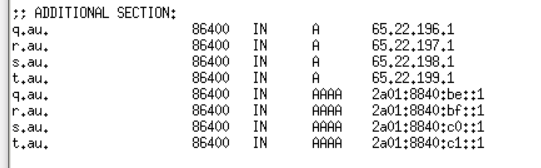 ;; ADDITIONAL SECTION:
q.au. 86400 IN A 65.22.196.1
r.au. 86400 IN A 65.22.197.1
s.au. 86400 IN A 65.22.198.1
t.au. 86400 IN A 65.22.199.1
q.au. 86400 IN AAAA 2a01:8840:be::1
r.au. 86400 IN AAAA 2a01:8840:bf::1
s.au. 86400 IN AAAA 2a01:8840:c0::1
t.au. 86400 IN AAAA 2a01:8840:c1::1